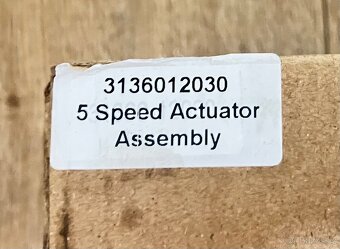 3136012030
5 Speed Actuator
Assembly